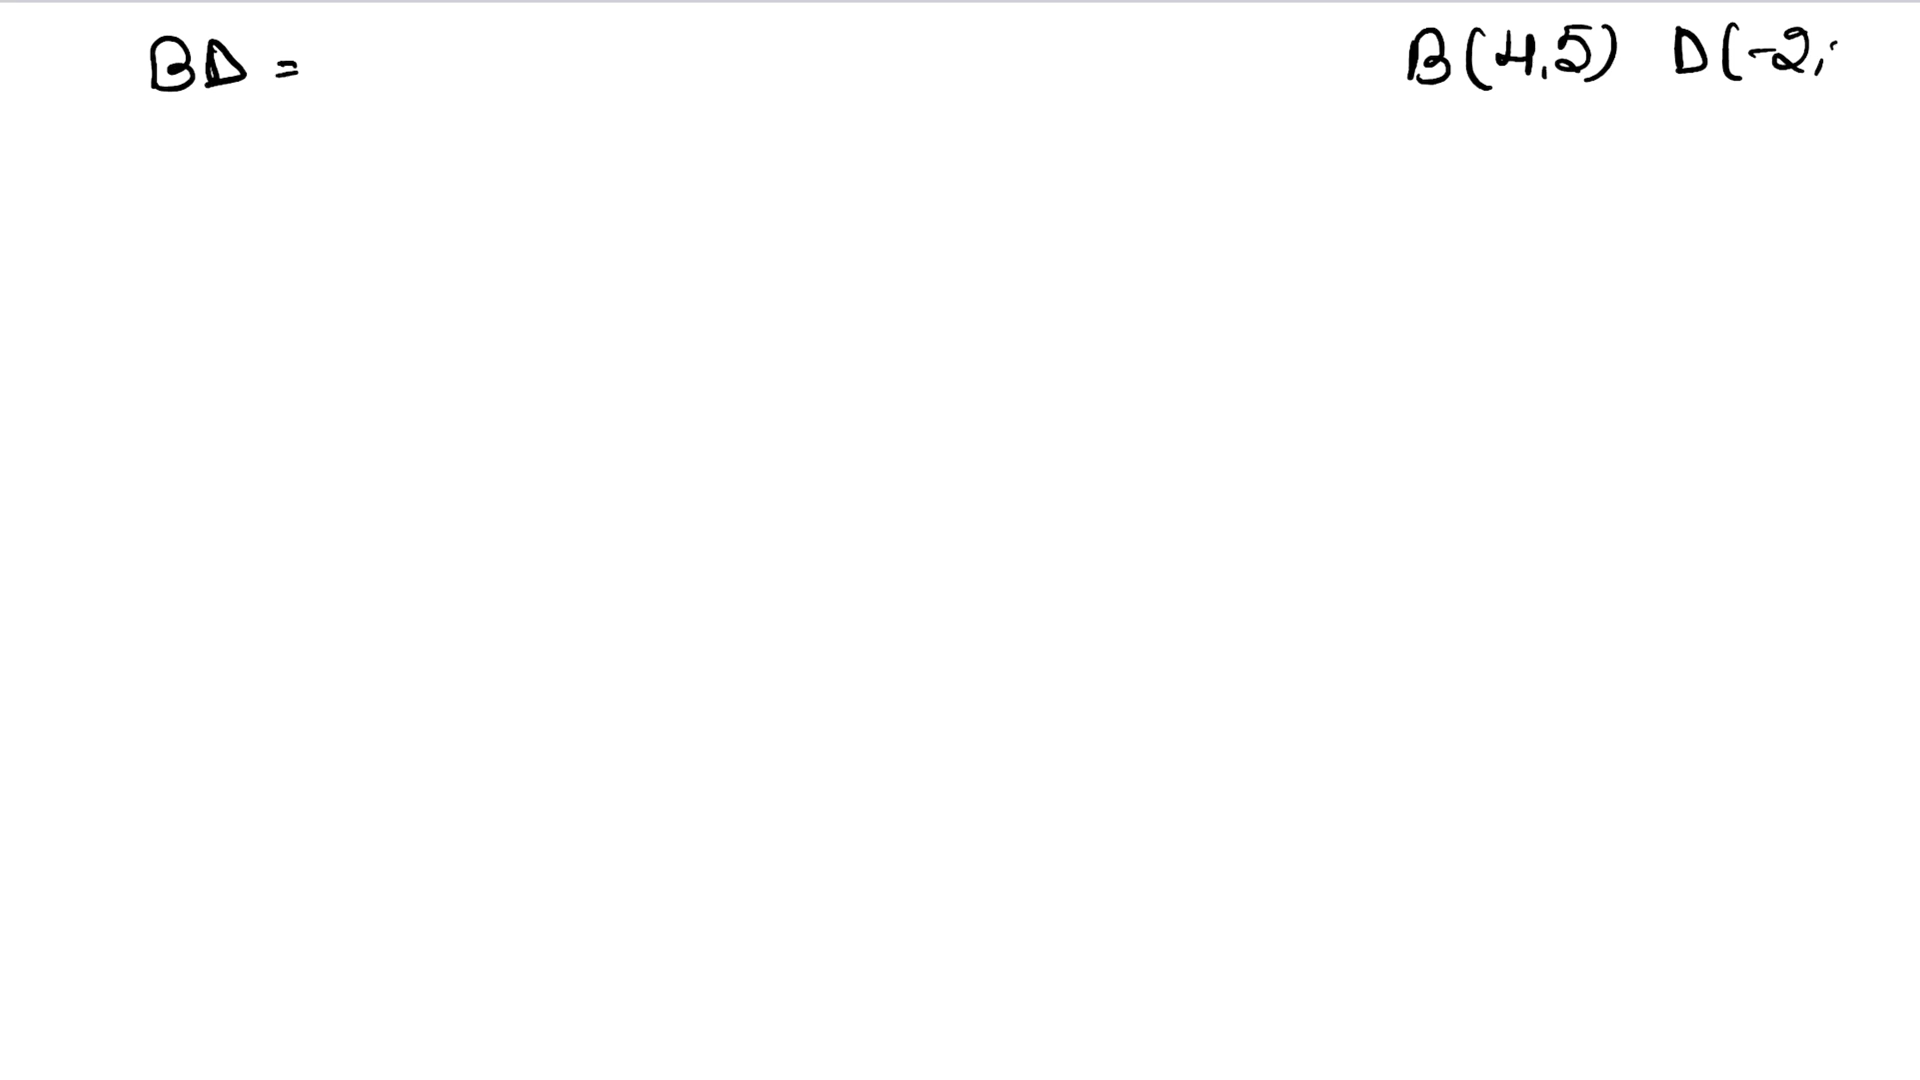 BD =
B(4,5) D(-2,